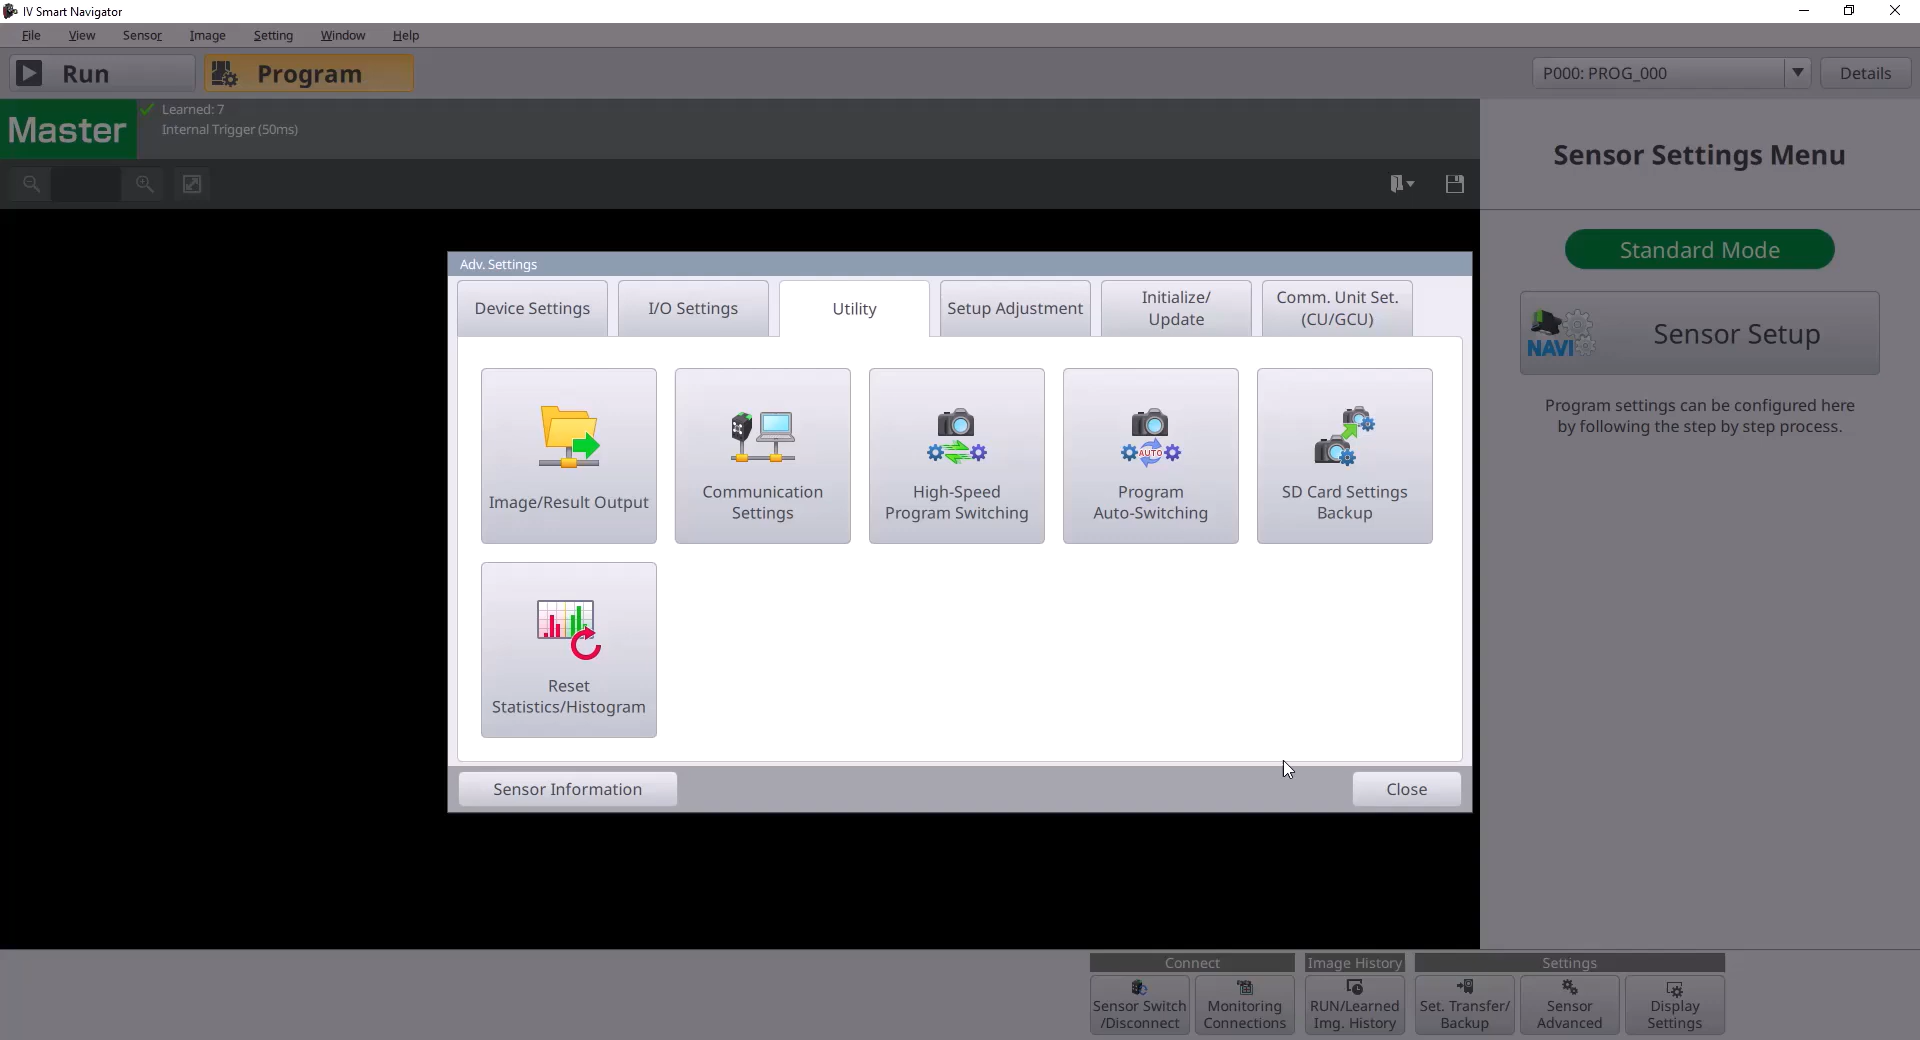 IV Smart Navigator
File View Sensor Image Setting Window Help
Run
Program
P000: PROG_000
Details
Master
Learned: 7
Internal Trigger (50ms)
Sensor Settings Menu
Standard Mode
NAVI
Sensor Setup
Program settings can be configured here
by following the step by step process.
Adv. Settings
Device Settings
I/O Settings
Utility
Setup Adjustment
Initialize/
Update
Comm. Unit Set.
(CU/GCU)
Image/Result Output
Communication
Settings
High-Speed
Program Switching
AUTO
Program
Auto-Switching
SD Card Settings
Backup
Reset
Statistics/Histogram
Sensor Information
Close
Connect
Sensor Switch
/Disconnect
Monitoring
Connections
Image History
RUN/Learned
Img. History
Settings
Set. Transfer/
Backup
Sensor
Advanced
Display
Settings